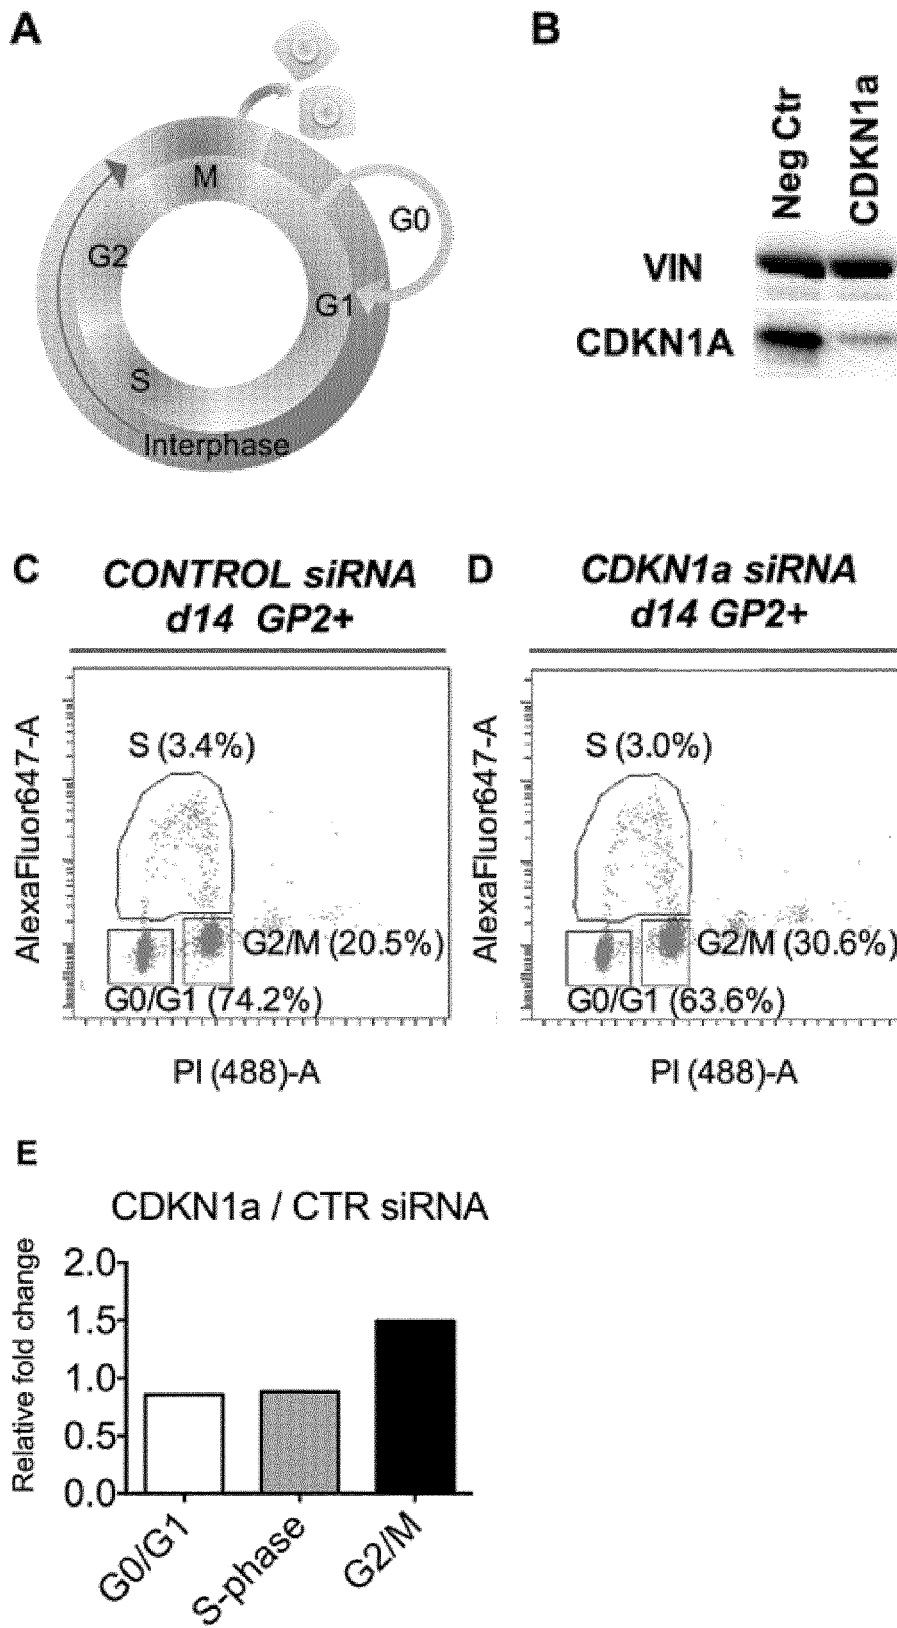 A
M
G0
G2
G1
S
Interphase
B
Neg Ctr
CDKN1a
VIN
CDKN1A
C
CONTROL siRNA
d14 GP2+
S (3.4%)
G2/M (20.5%)
G0/G1 (74.2%)
AlexaFluor647-A
PI (488)-A
D
CDKN1a siRNA
d14 GP2+
S (3.0%)
G2/M (30.6%)
G0/G1 (63.6%)
AlexaFluor647-A
PI (488)-A
E
CDKN1a / CTR siRNA
Relative fold change
2.0
1.5
1.0
0.5
0.0
G0/G1
S-phase
G2/M